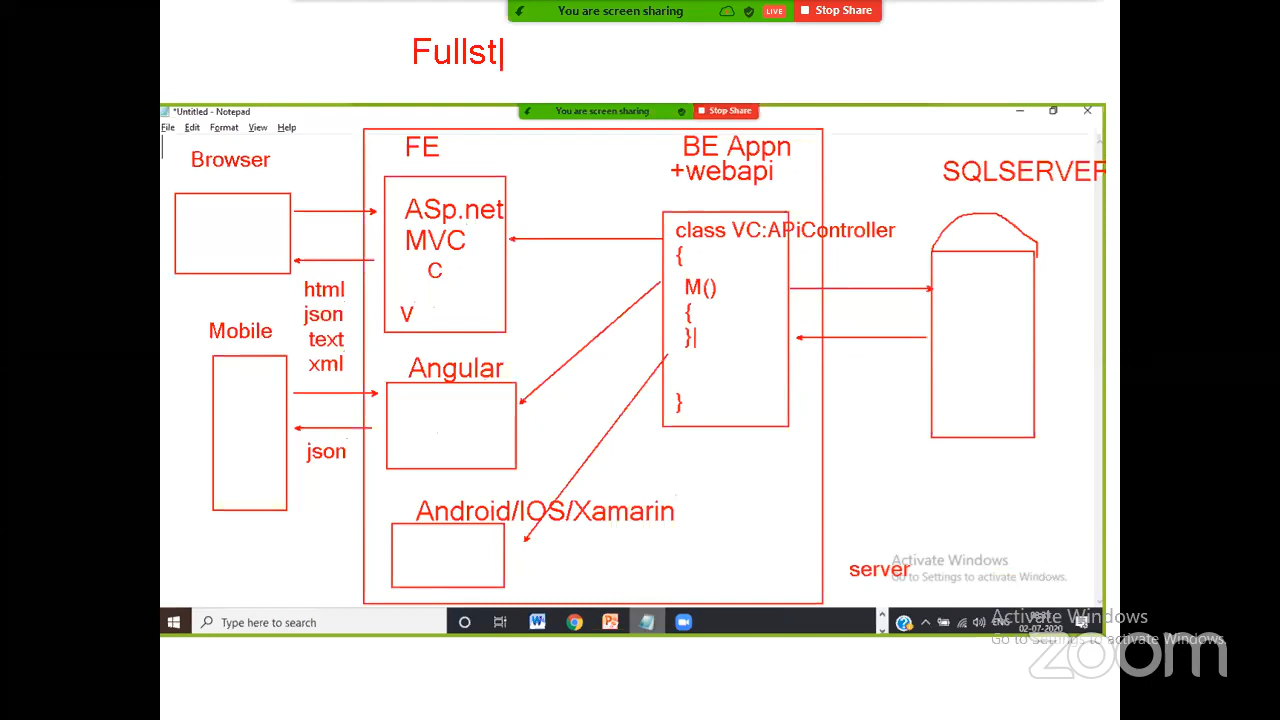 You are screen sharing LIVE Stop Share
Fullst
*Untitled - Notepad
You are screen sharing Stop Share
File Edit Format View Help
Browser
FE
BE Appn
+webapi
SQLSERVER
ASp.net
MVC
C
V
class VC:APiController
{
M()
{
}
}
html
json
text
xml
Mobile
Angular
json
Android/IOS/Xamarin
server
Activate Windows
Go to Settings to activate Windows.
Type here to search
ENG
02-07-2020
Activate Windows
Go to Settings to activate Windows.
zoom